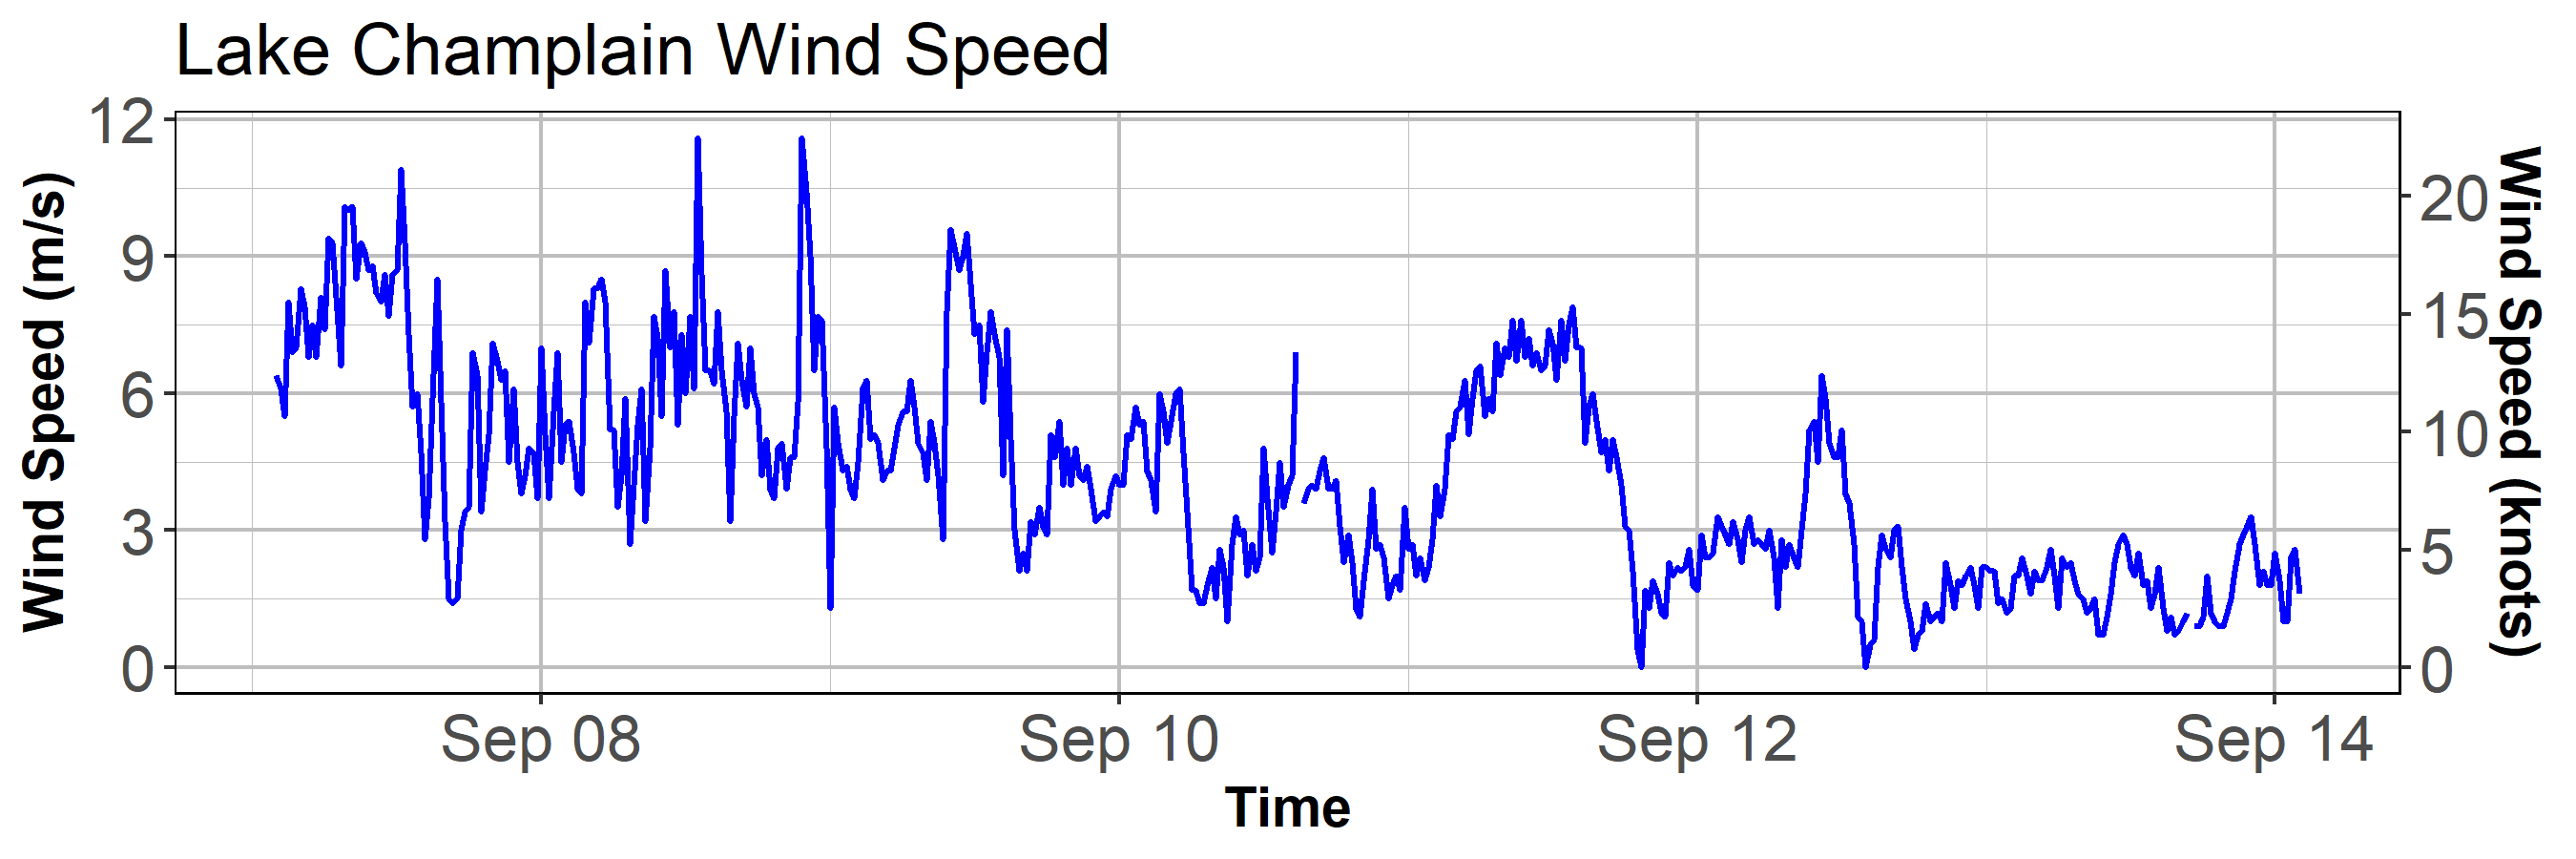 Lake Champlain Wind Speed
12
9
6
3
0
Wind Speed (m/s)
20
15
10
5
0
Wind Speed (knots)
Sep 08
Sep 10
Sep 12
Sep 14
Time